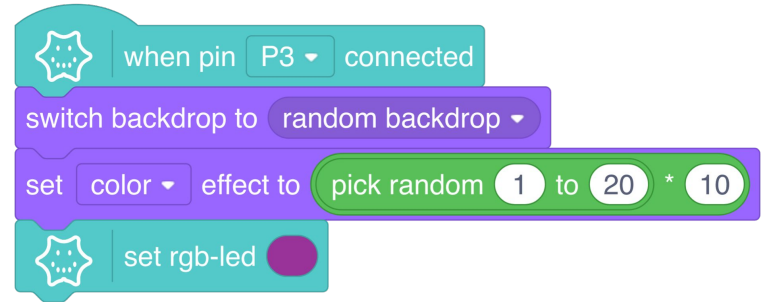 when pin P3 connected
switch backdrop to random backdrop
set color effect to pick random 1 to 20 * 10
set rgb-led